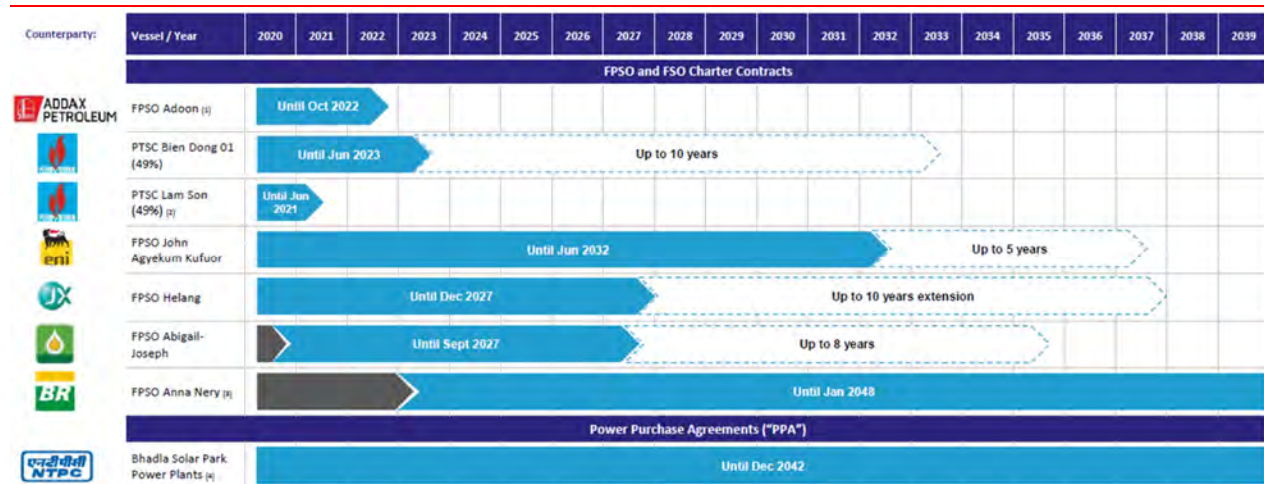 Counterparty: Vessel / Year 2020 2021 2022 2023 2024 2025 2026 2027 2028 2029 2030 2031 2032 2033 2034 2035 2036 2037 2038 2039
FPSO and FSO Charter Contracts
ADDAX
PETROLEUM
FPSO Adoon [1]
Until Oct 2022
PTSC Bien Dong 01
(49%)
Until Jun 2023
Up to 10 years
PTSC Lam Son
(49%) [2]
Until Jun
2021
eni
FPSO John
Agyekum Kufuor
Until Jun 2032
Up to 5 years
JX
FPSO Helang
Until Dec 2027
Up to 10 years extension
FPSO Abigail-
Joseph
Until Sept 2027
Up to 8 years
BR
FPSO Anna Nery [3]
Until Jan 2048
Power Purchase Agreements ("PPA")
एनटीपीसी
NTPC
Bhadla Solar Park
Power Plants [4]
Until Dec 2042